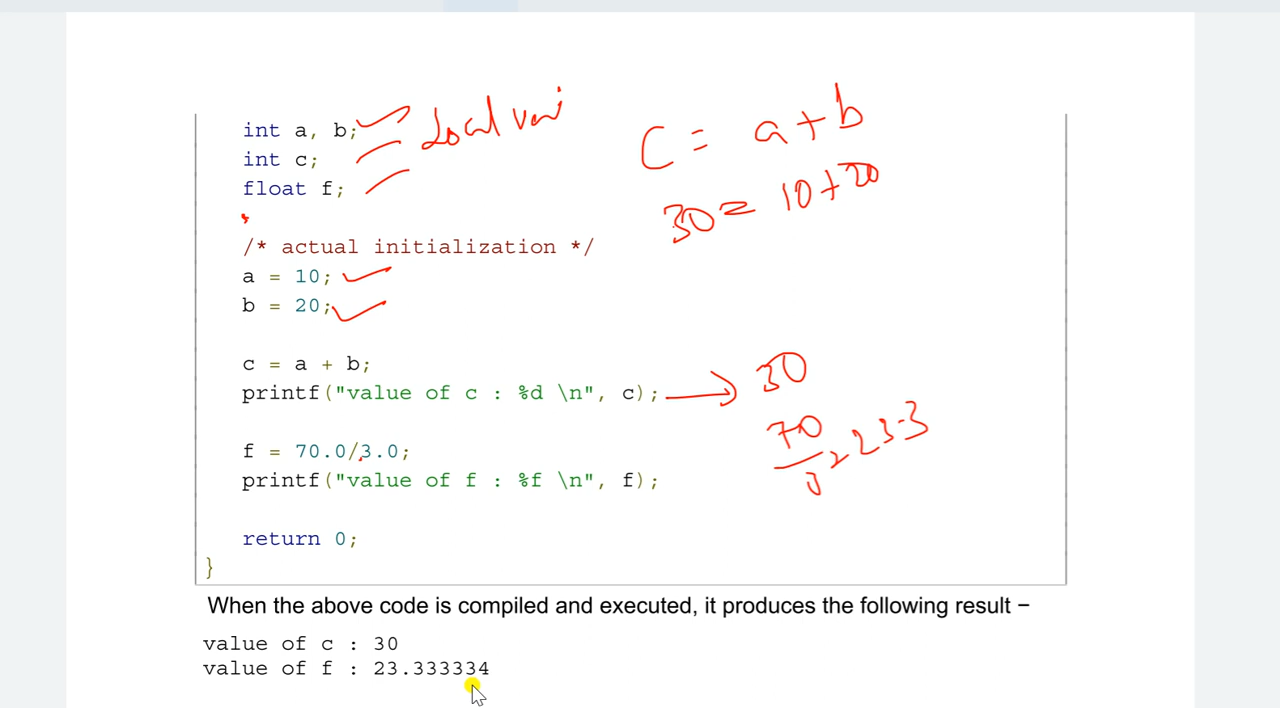 int a, b; Local vari
int c;
float f;
C = a + b
30 = 10 + 20
/* actual initialization */
a = 10;
b = 20;
c = a + b;
printf("value of c : %d \n", c); → 30
f = 70.0/3.0;
70/3 = 23.3
printf("value of f : %f \n", f);
return 0;
}
When the above code is compiled and executed, it produces the following result −
value of c : 30
value of f : 23.333334